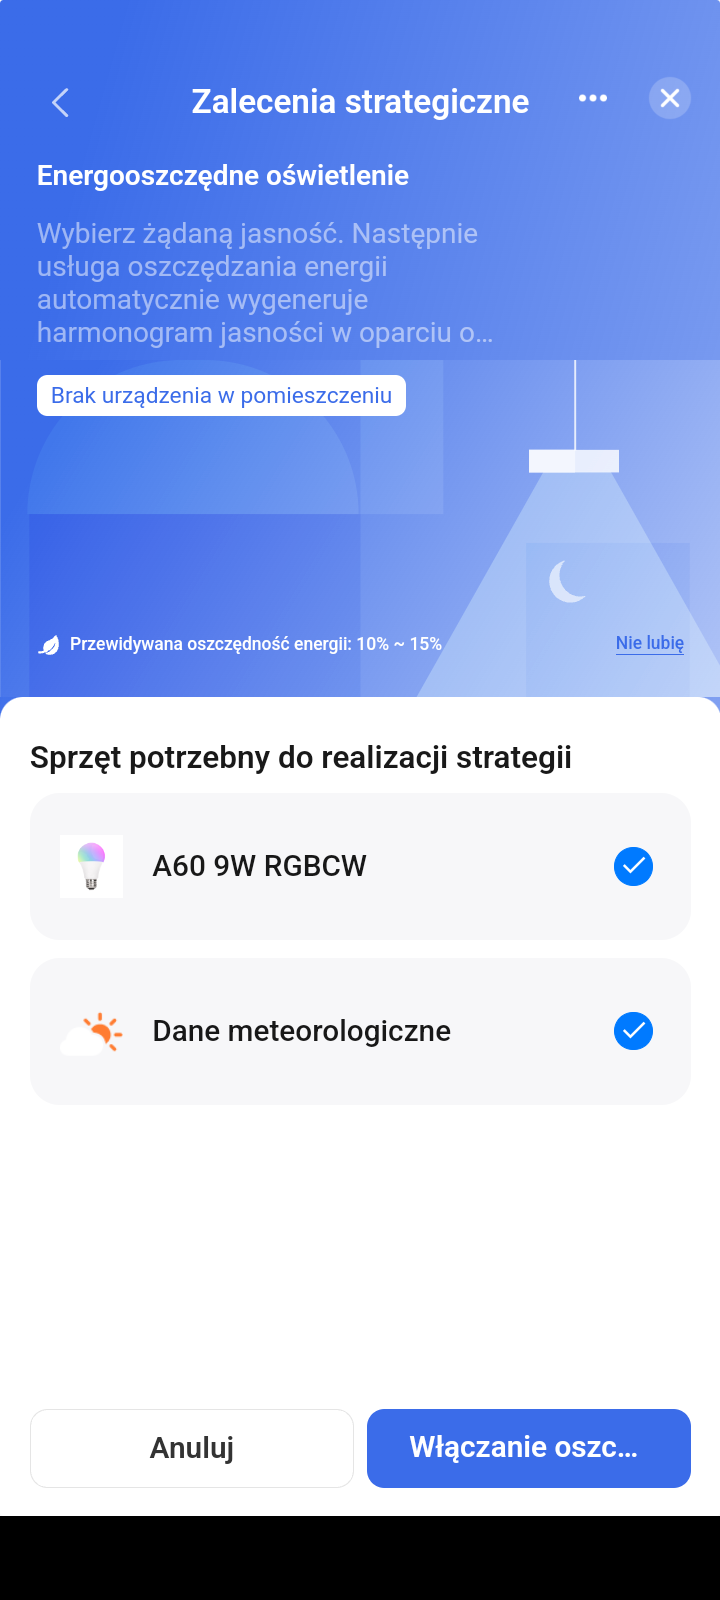 Zalecenia strategiczne
Energooszczędne oświetlenie
Wybierz żądaną jasność. Następnie
usługa oszczędzania energii
automatycznie wygeneruje
harmonogram jasności w oparciu o...
Brak urządzenia w pomieszczeniu
Przewidywana oszczędność energii: 10% ~ 15%
Nie lubię
Sprzęt potrzebny do realizacji strategii
A60 9W RGBCW
Dane meteorologiczne
Anuluj
Włączanie oszc...